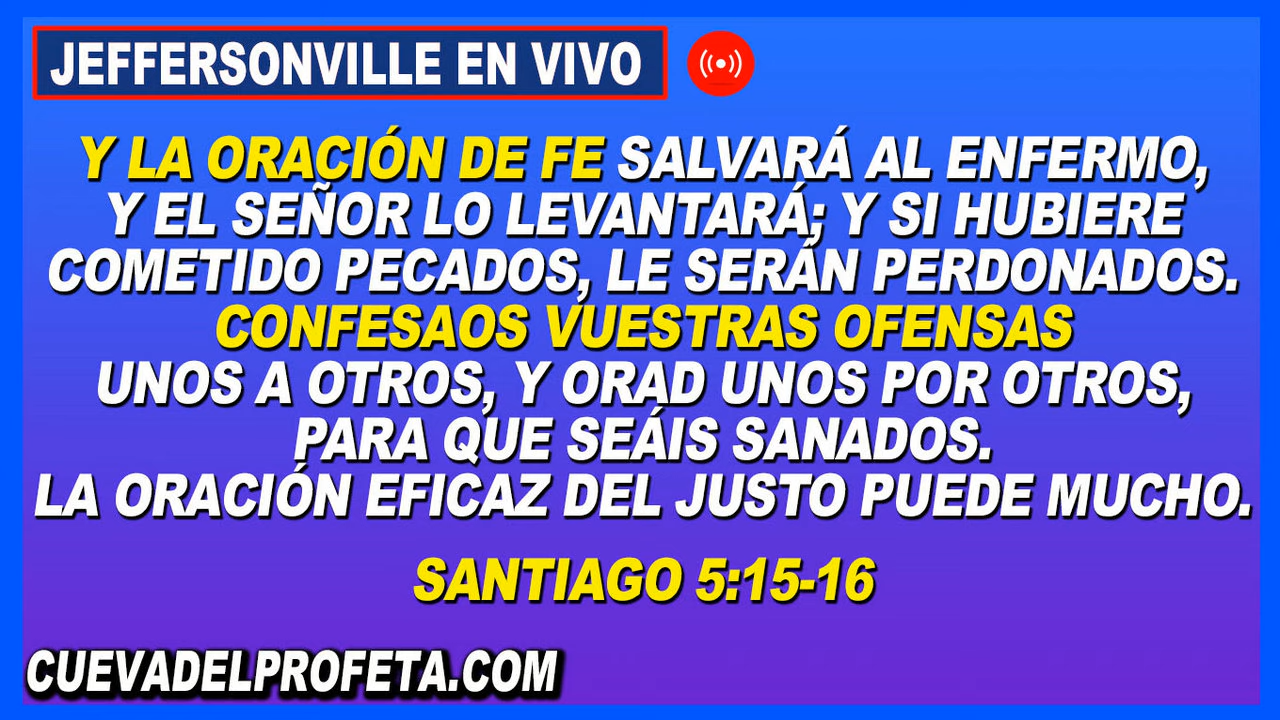 JEFFERSONVILLE EN VIVO
Y LA ORACIÓN DE FE SALVARÁ AL ENFERMO,
Y EL SEÑOR LO LEVANTARÁ; Y SI HUBIERE
COMETIDO PECADOS, LE SERÁN PERDONADOS.
CONFESAOS VUESTRAS OFENSAS
UNOS A OTROS, Y ORAD UNOS POR OTROS,
PARA QUE SEÁIS SANADOS.
LA ORACIÓN EFICAZ DEL JUSTO PUEDE MUCHO.
SANTIAGO 5:15-16
CUEVADELPROFETA.COM